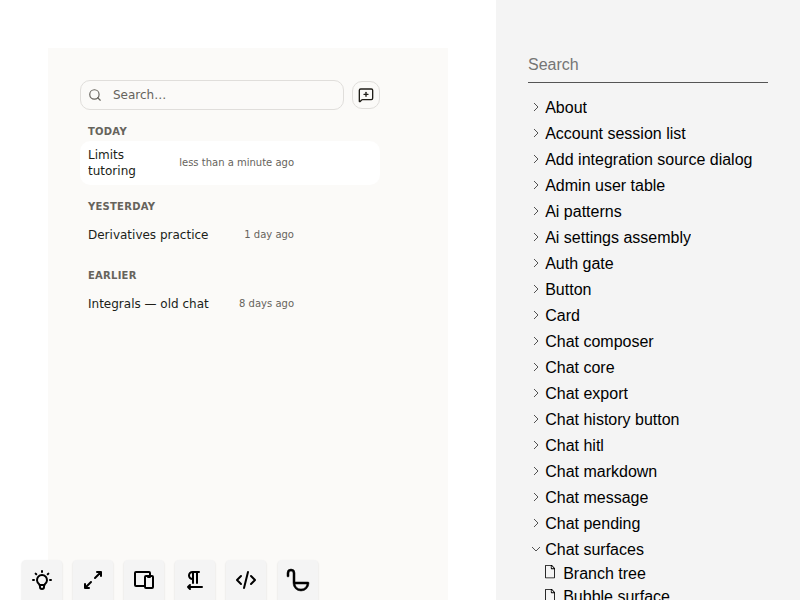 Search…
TODAY
Limits
tutoring
less than a minute ago
YESTERDAY
Derivatives practice
1 day ago
EARLIER
Integrals — old chat
8 days ago
Search
About
Account session list
Add integration source dialog
Admin user table
Ai patterns
Ai settings assembly
Auth gate
Button
Card
Chat composer
Chat core
Chat export
Chat history button
Chat hitl
Chat markdown
Chat message
Chat pending
Chat surfaces
Branch tree
Bubble surface